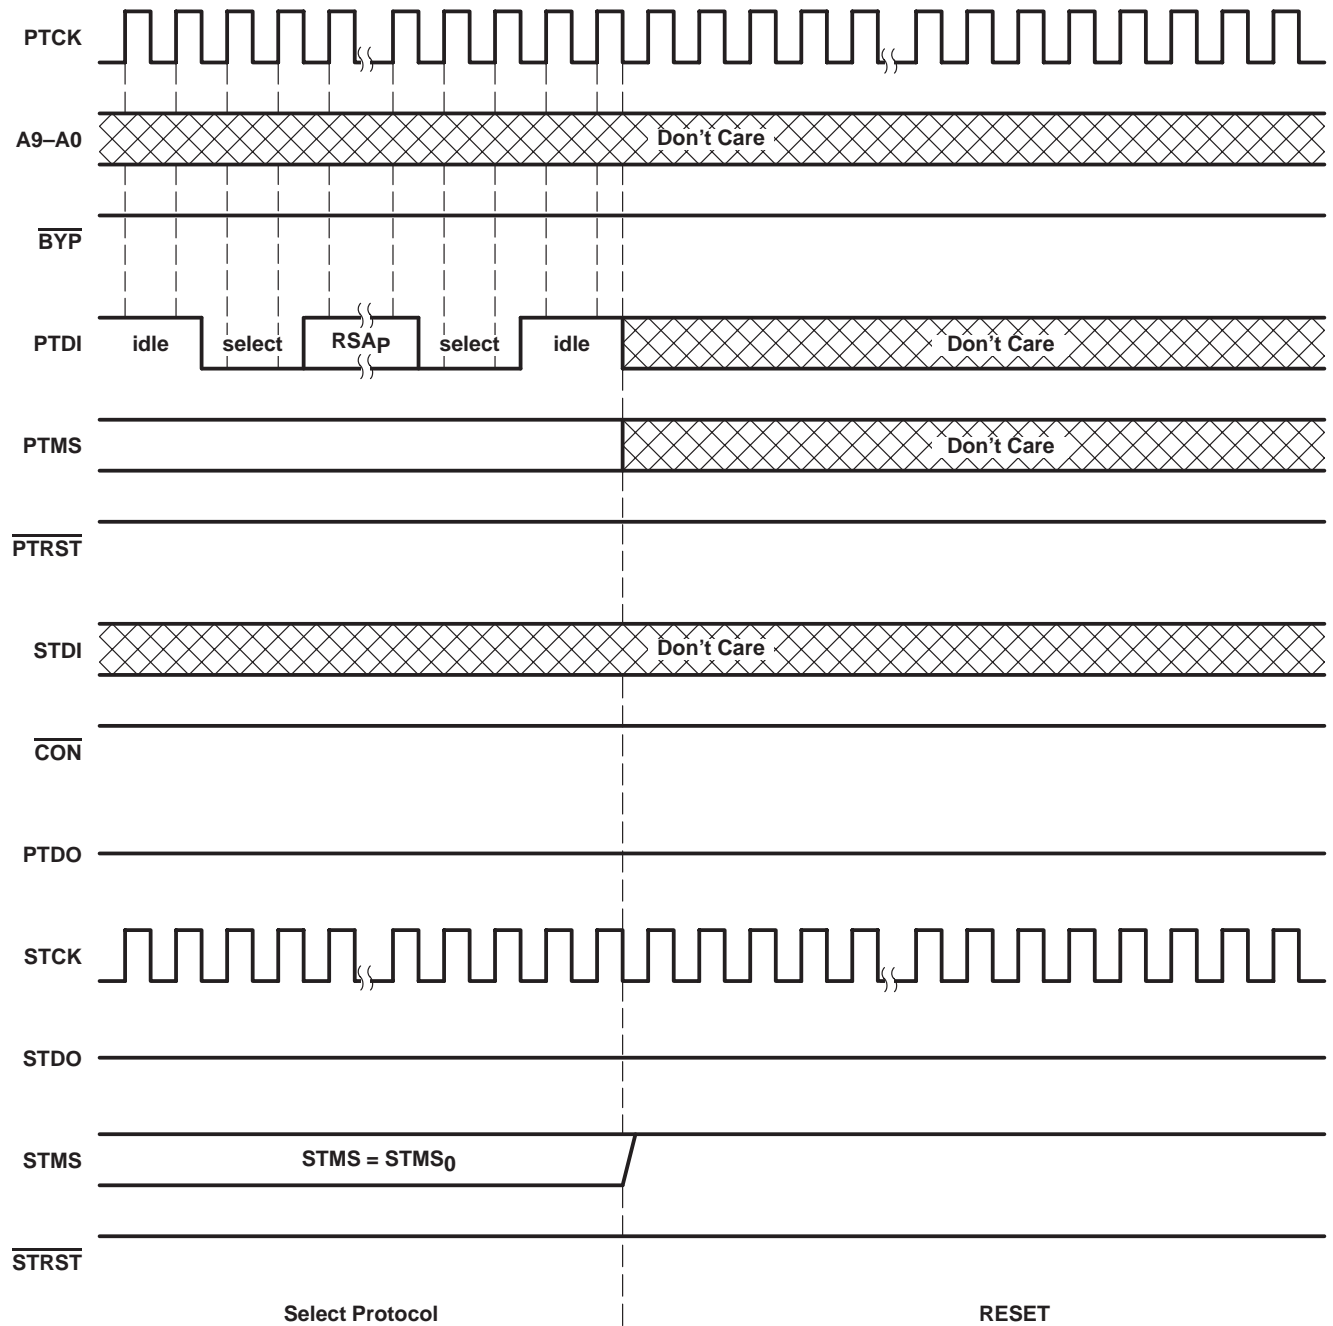 PTCK
A9–A0 Don't Care
BYP
PTDI idle select RSAP select idle Don't Care
PTMS Don't Care
PTRST
STDI Don't Care
CON
PTDO
STCK
STDO
STMS STMS = STMS0
STRST
Select Protocol RESET